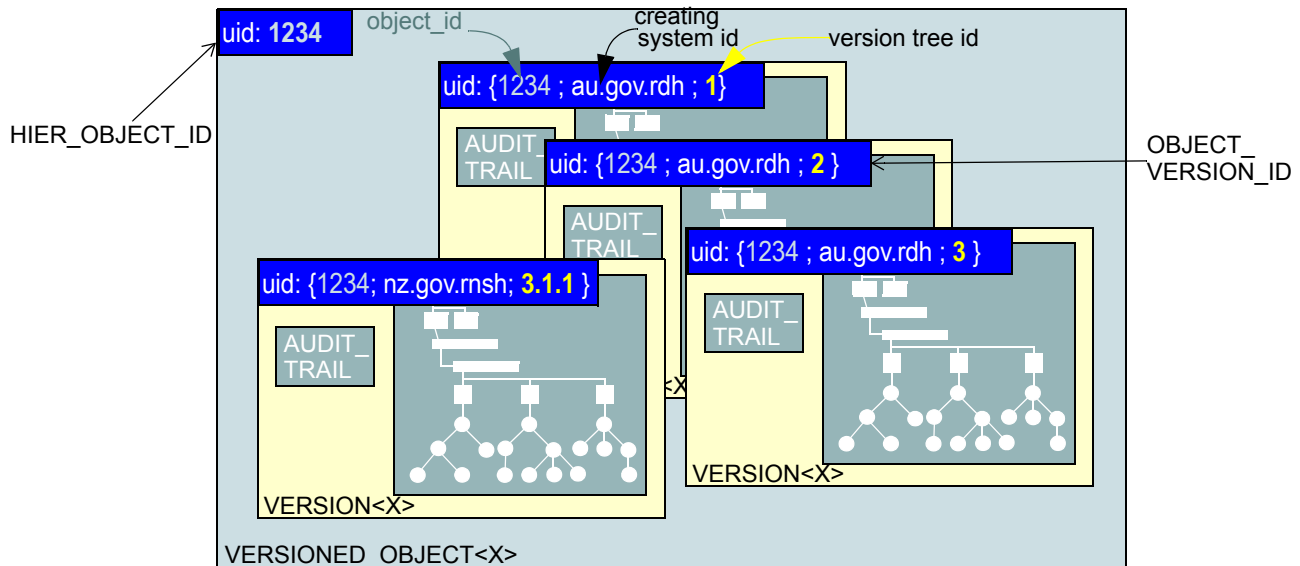 uid: 1234
object_id
creating
system id
version tree id
uid: {1234 ; au.gov.rdh ; 1}
HIER_OBJECT_ID
AUDIT_
TRAIL
uid: {1234 ; au.gov.rdh ; 2 }
OBJECT_
VERSION_ID
AUDIT_
TRAIL
uid: {1234 ; au.gov.rdh ; 3 }
uid: {1234; nz.gov.rnsh; 3.1.1 }
AUDIT_
TRAIL
AUDIT_
TRAIL
<X
VERSION<X>
VERSION<X>
VERSIONED_OBJECT<X>